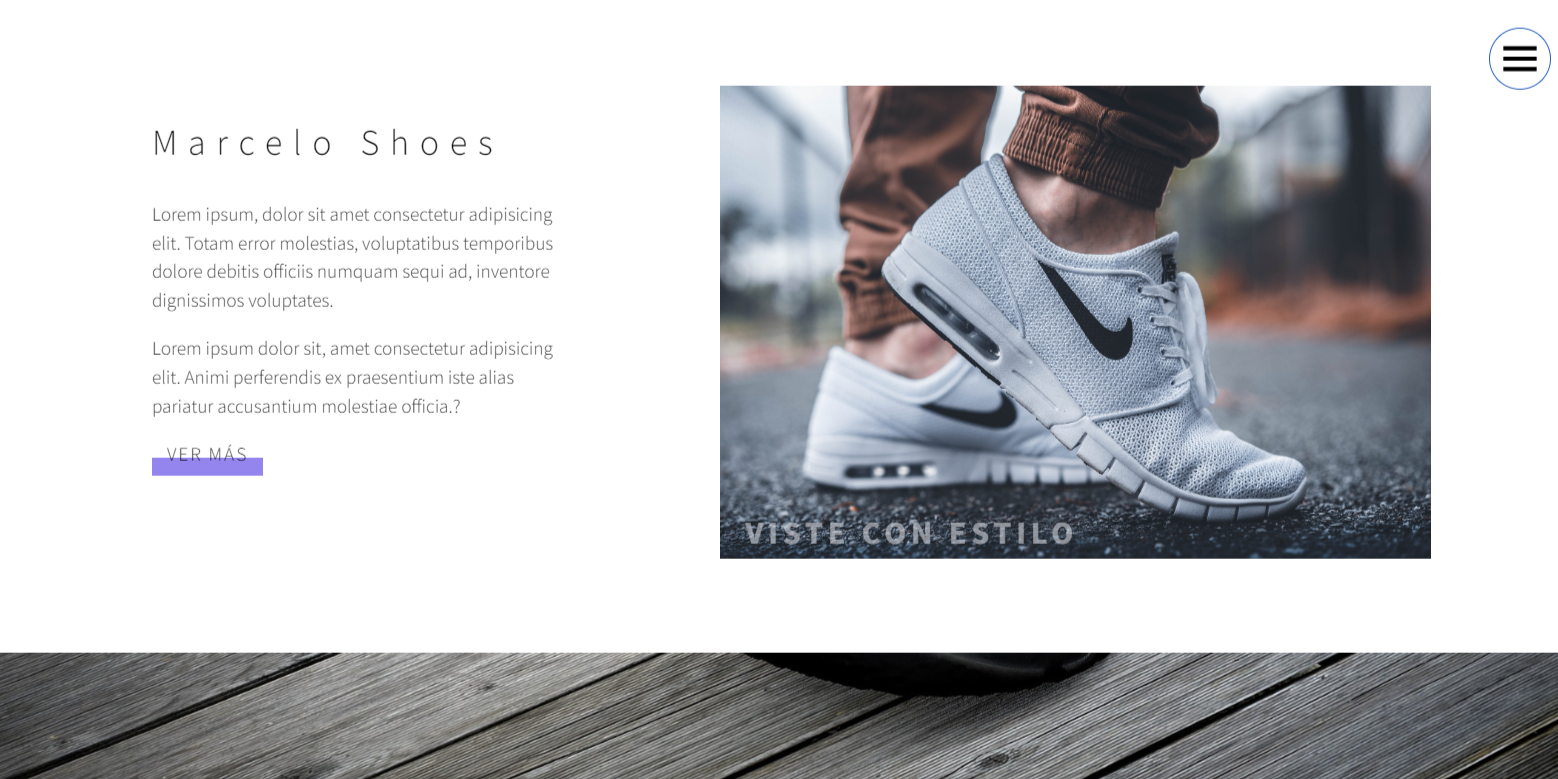 Marcelo Shoes
Lorem ipsum, dolor sit amet consectetur adipisicing
elit. Totam error molestias, voluptatibus temporibus
dolore debitis officiis numquam sequi ad, inventore
dignissimos voluptates.
Lorem ipsum dolor sit, amet consectetur adipisicing
elit. Animi perferendis ex praesentium iste alias
pariatur accusantium molestiae officia.?
VER MÁS
VISTE CON ESTILO